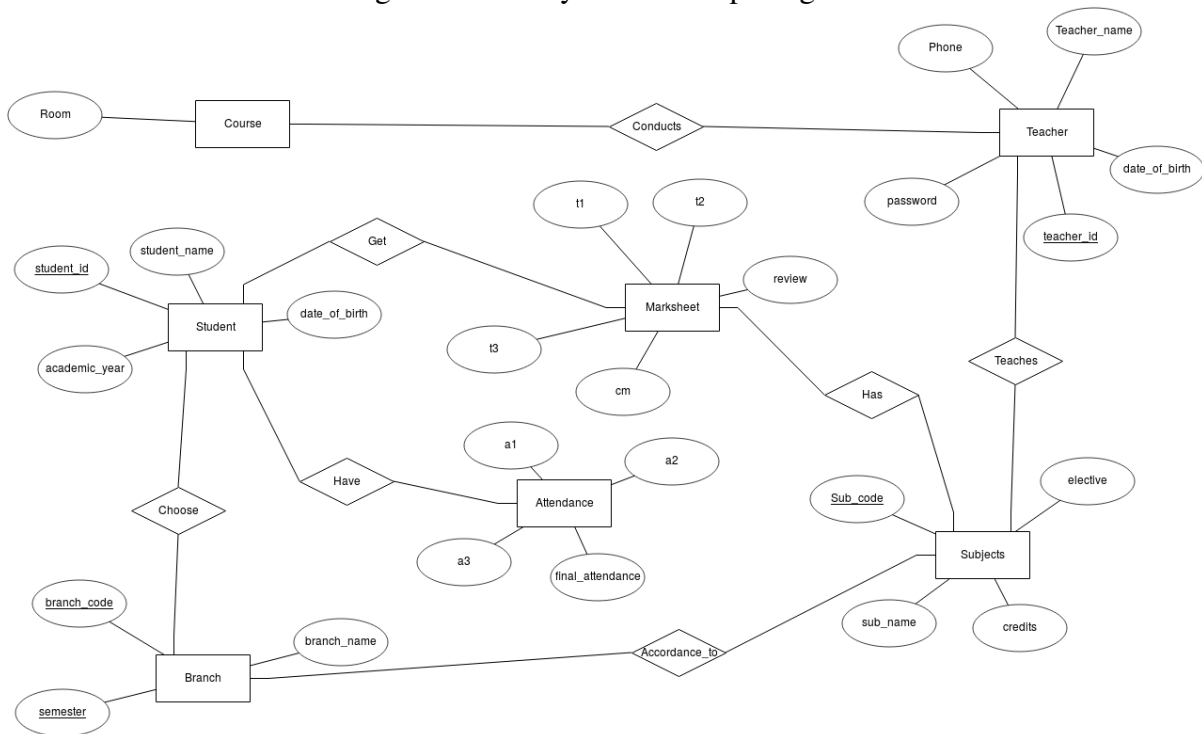 Teacher_name
Phone
Room
Course
Conducts
Teacher
date_of_birth
password
t1
t2
teacher_id
Get
student_name
student_id
review
Marksheet
date_of_birth
Student
t3
Teaches
academic_year
cm
Has
a1
a2
Have
elective
Sub_code
Attendance
Choose
Subjects
a3
final_attendance
branch_code
sub_name
credits
branch_name
Accordance_to
Branch
semester